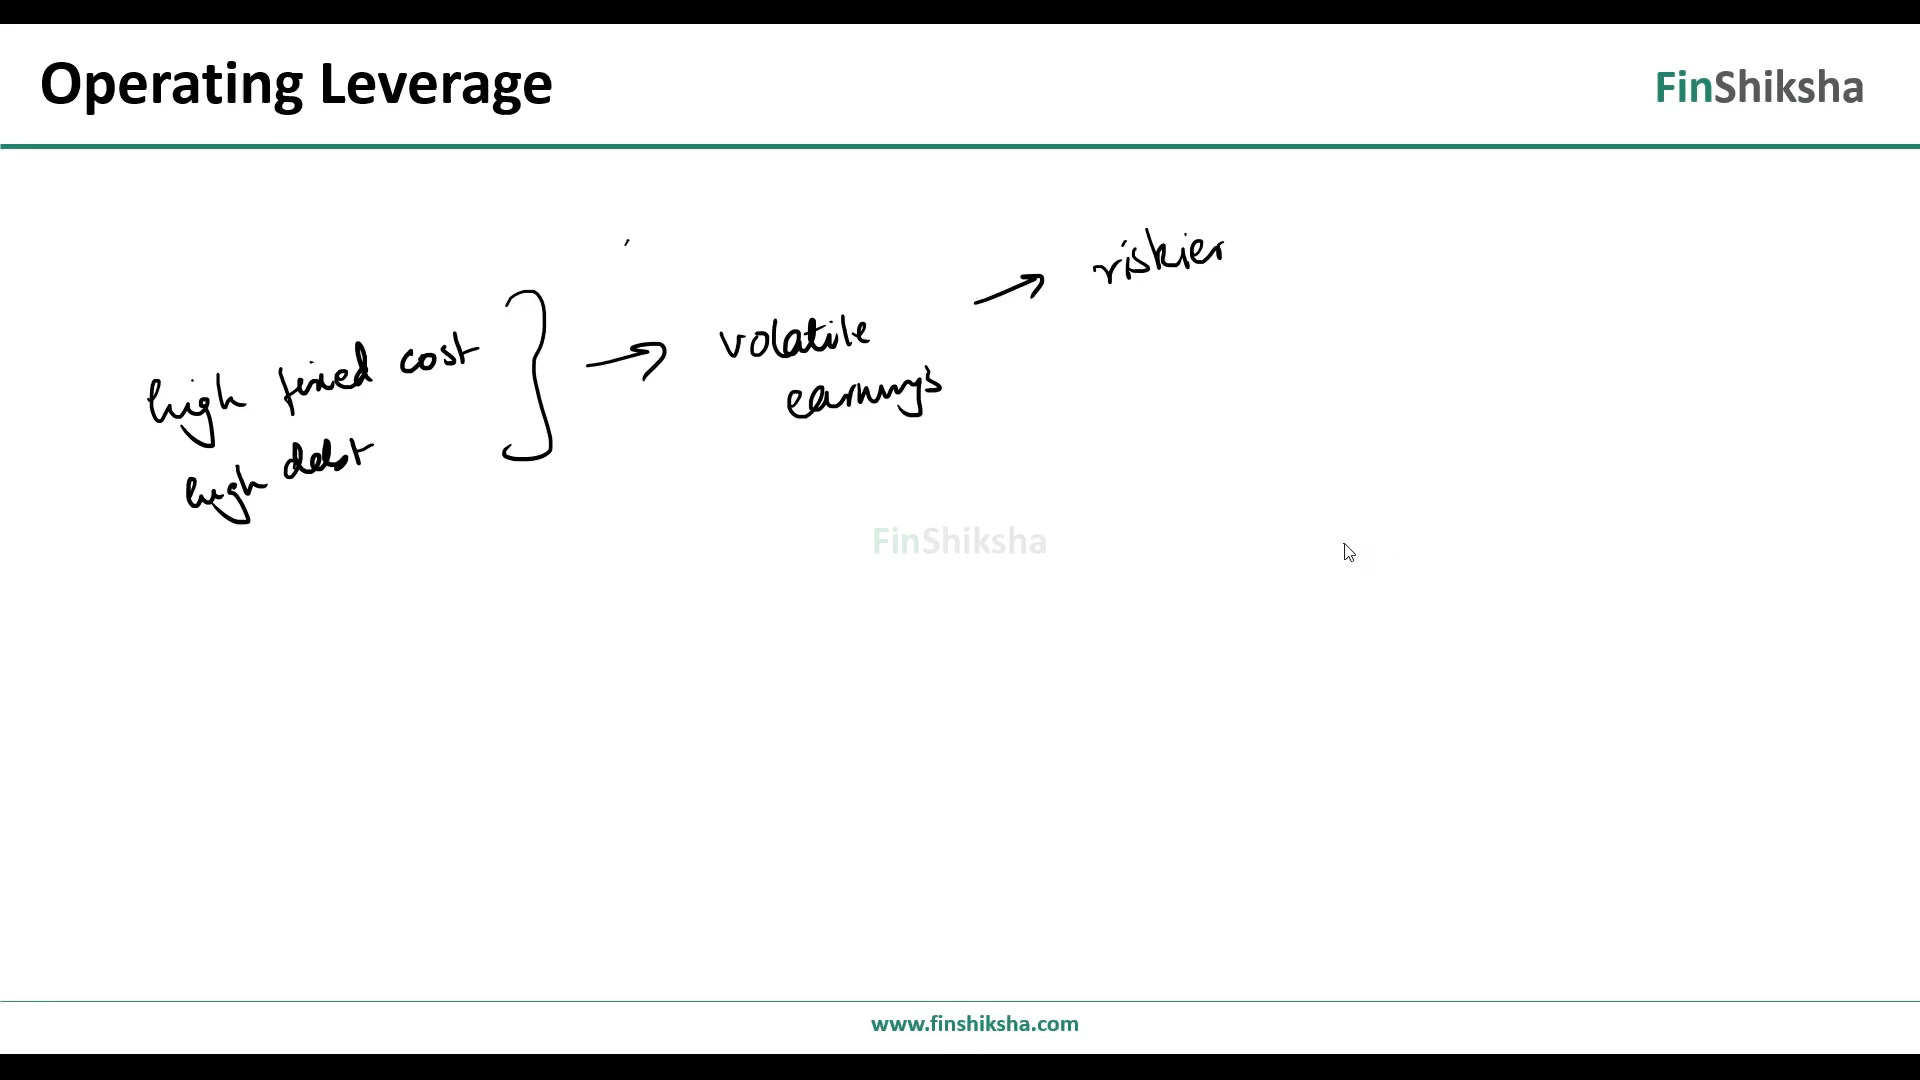 Operating Leverage
FinShiksha
riskier
high fixed cost
volatile
earnings
high debt
FinShiksha
www.finshiksha.com